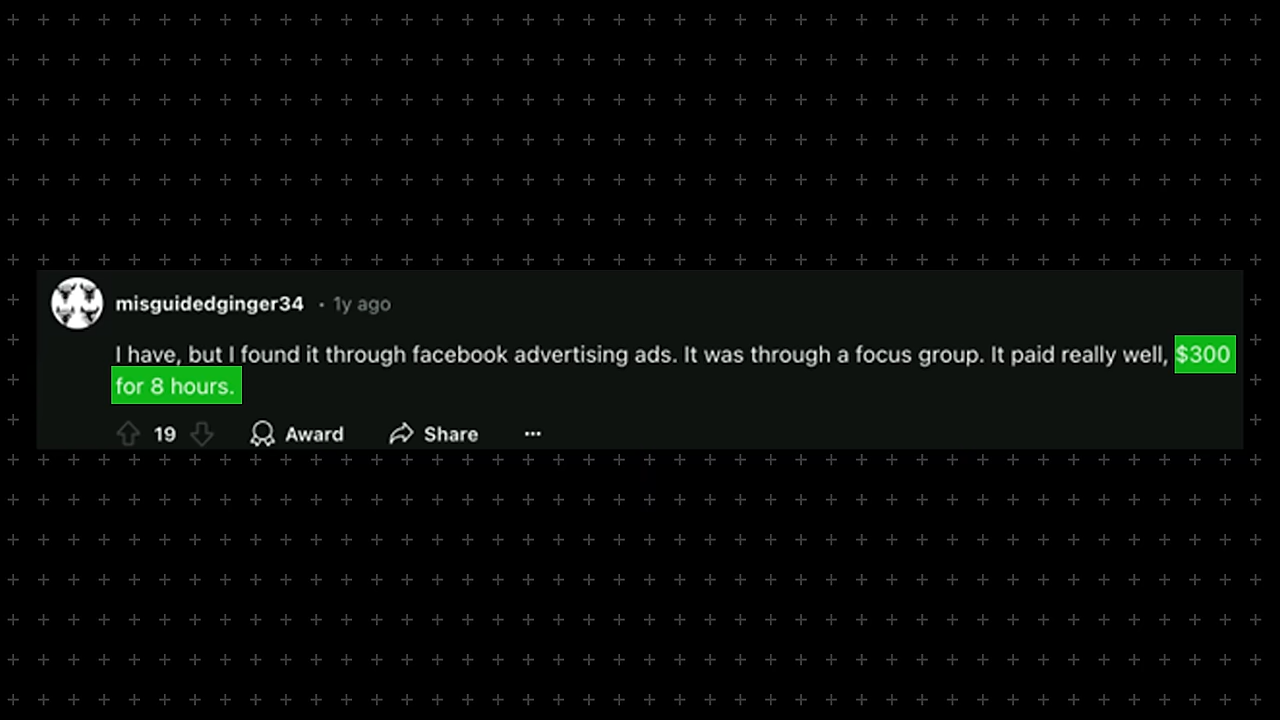 misguidedginger34 • 1y ago
I have, but I found it through facebook advertising ads. It was through a focus group. It paid really well, $300
for 8 hours.
19 Award Share ...